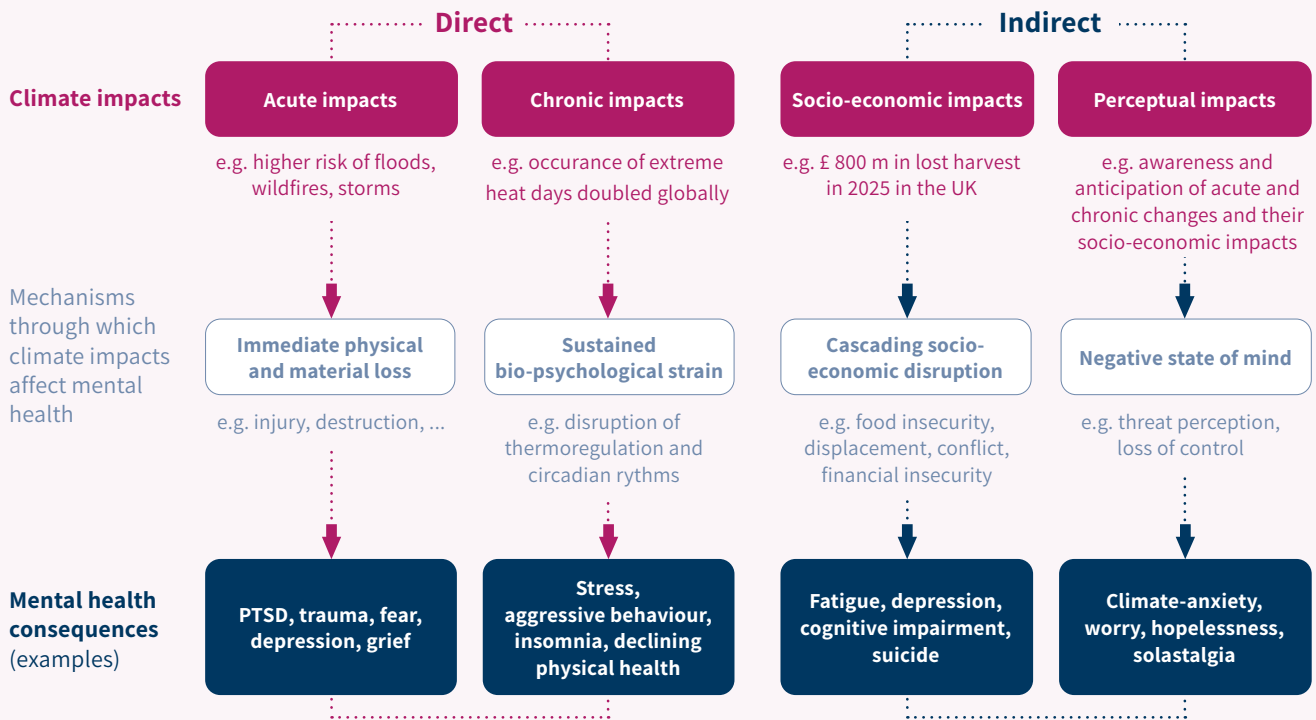 Direct
Indirect
Climate impacts
Acute impacts
Chronic impacts
Socio-economic impacts
Perceptual impacts
e.g. higher risk of floods,
wildfires, storms
e.g. occurance of extreme
heat days doubled globally
e.g. £ 800 m in lost harvest
in 2025 in the UK
e.g. awareness and
anticipation of acute and
chronic changes and their
socio-economic impacts
Mechanisms
through which
climate impacts
affect mental
health
Immediate physical
and material loss
Sustained
bio-psychological strain
Cascading socio-
economic disruption
Negative state of mind
e.g. injury, destruction, ...
e.g. disruption of
thermoregulation and
circadian rythms
e.g. food insecurity,
displacement, conflict,
financial insecurity
e.g. threat perception,
loss of control
Mental health
consequences
(examples)
PTSD, trauma, fear,
depression, grief
Stress,
aggressive behaviour,
insomnia, declining
physical health
Fatigue, depression,
cognitive impairment,
suicide
Climate-anxiety,
worry, hopelessness,
solastalgia